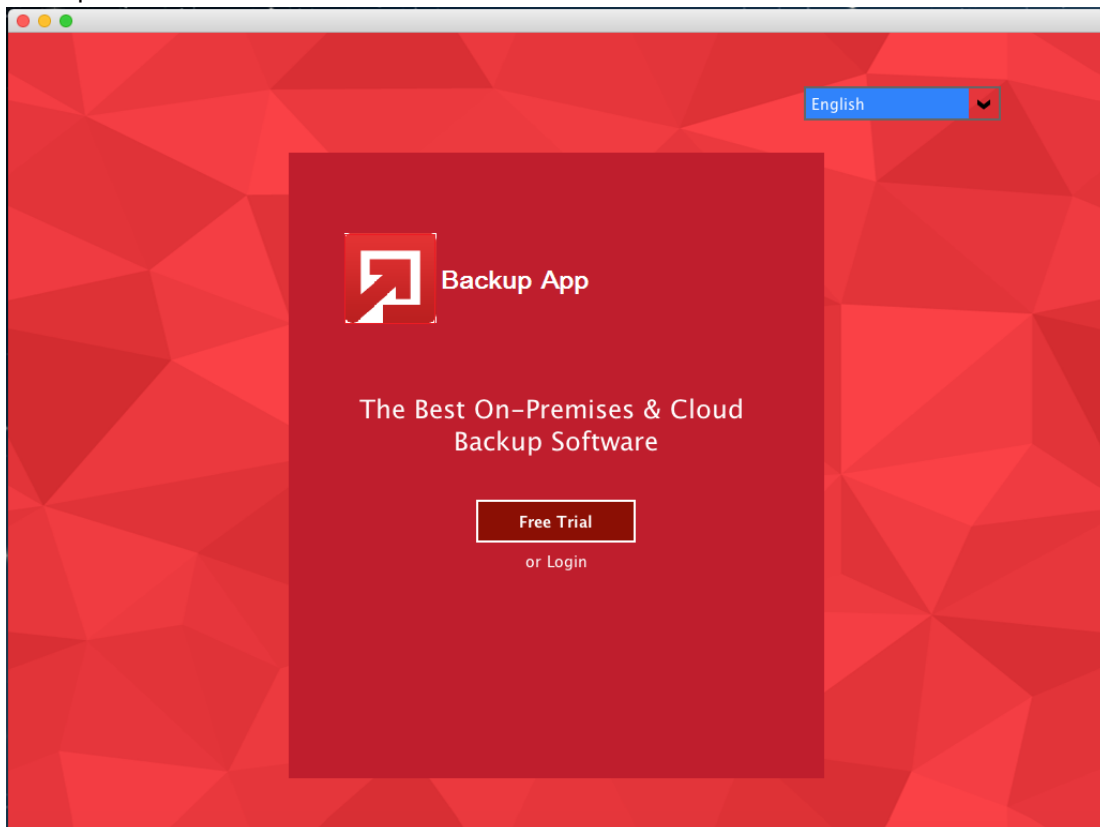 English
Backup App
The Best On-Premises & Cloud
Backup Software
Free Trial
or Login